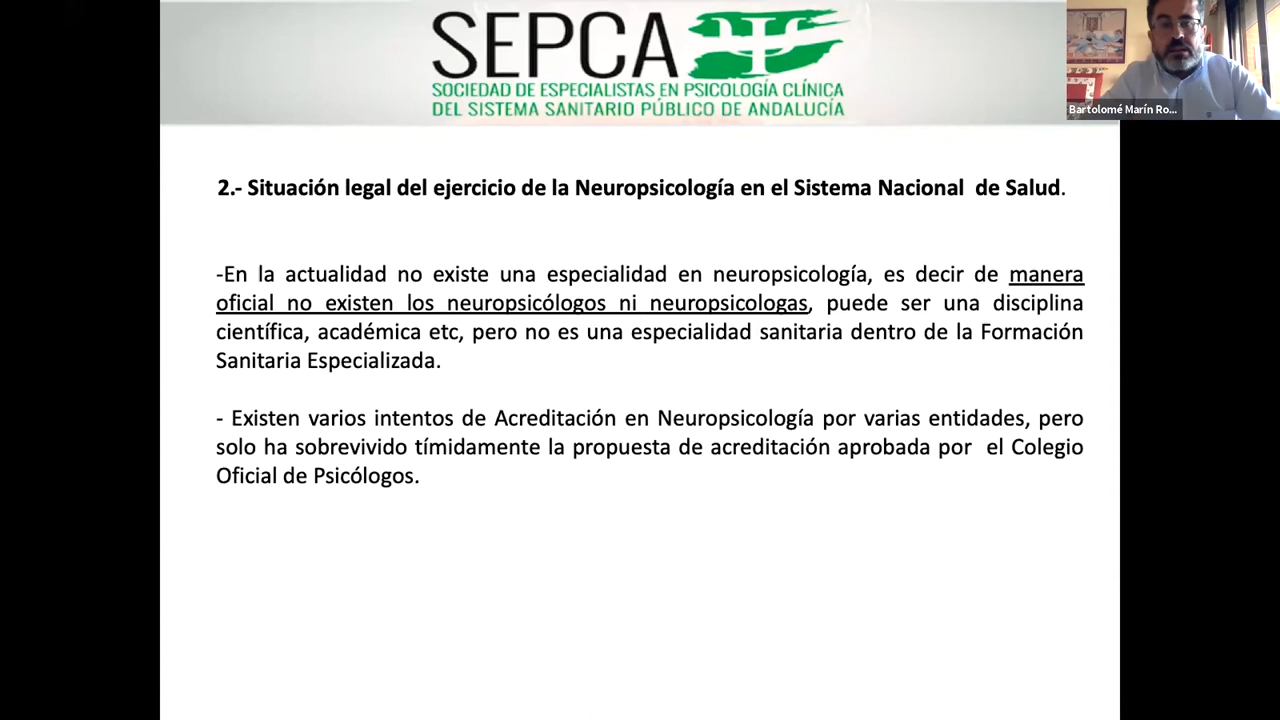 SEPCA
SOCIEDAD DE ESPECIALISTAS EN PSICOLOGÍA CLÍNICA
DEL SISTEMA SANITARIO PÚBLICO DE ANDALUCÍA
Bartolomé Marín Ro...
2.- Situación legal del ejercicio de la Neuropsicología en el Sistema Nacional de Salud.
-En la actualidad no existe una especialidad en neuropsicología, es decir de manera
oficial no existen los neuropsicólogos ni neuropsicologas, puede ser una disciplina
científica, académica etc, pero no es una especialidad sanitaria dentro de la Formación
Sanitaria Especializada.
- Existen varios intentos de Acreditación en Neuropsicología por varias entidades, pero
solo ha sobrevivido tímidamente la propuesta de acreditación aprobada por el Colegio
Oficial de Psicólogos.